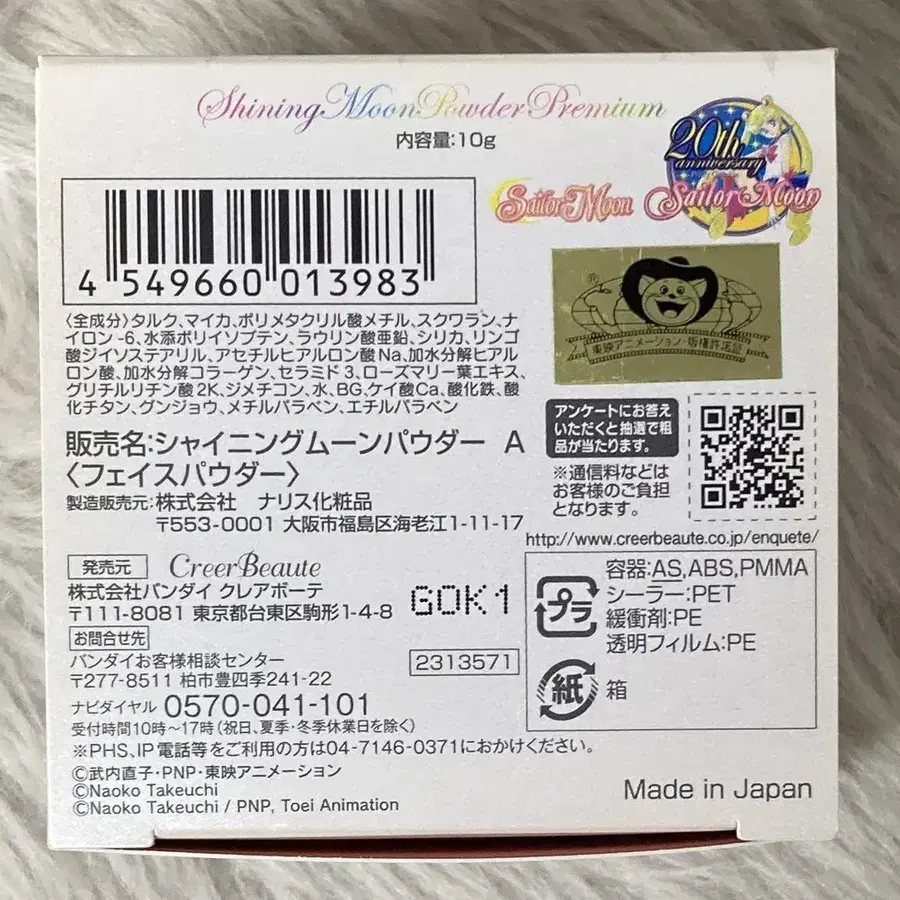 Shining Moon Powder Premium
内容量:10g
20th
anniversary
Sailor Moon
Sailor Moon
4 549660 013983
〈全成分〉タルク､マイカ､ポリメタクリル酸メチル､スクワラン､ナ
イロン-6､水添ポリイソブテン､ラウリン酸亜鉛､シリカ､リンゴ
酸ジイソステアリル､アセチルヒアルロン酸Na､加水分解ヒアル
ロン酸､加水分解コラーゲン､セラミド3､ローズマリー葉エキス､
グリチルリチン酸2K､ジメチコン､水､BG､ケイ酸Ca､酸化鉄､酸
化チタン､グンジョウ､メチルパラベン､エチルパラベン
®
東映アニメーション・版権許諾証
アンケートにお答え
いただくと抽選で粗
品が当たります。
※通信料などは
お客様のご負担
となります。
http://www.creerbeaute.co.jp/enquete/
販売名:シャイニングムーンパウダー A
〈フェイスパウダー〉
製造販売元:株式会社 ナリス化粧品
〒553-0001 大阪市福島区海老江1-11-17
発売元 CreerBeaute
株式会社バンダイ クレアボーテ
〒111-8081 東京都台東区駒形1-4-8
GOK1
お問合せ先
バンダイお客様相談センター
〒277-8511 柏市豊四季241-22
2313571
ナビダイヤル 0570-041-101
受付時間10時〜17時(祝日､夏季･冬季休業日を除く)
※PHS､IP電話等をご利用の方は04-7146-0371におかけください。
©武内直子・PNP・東映アニメーション
©Naoko Takeuchi
©Naoko Takeuchi / PNP, Toei Animation
プラ
容器:AS,ABS,PMMA
シーラー:PET
緩衝剤:PE
透明フィルム:PE
紙
箱
Made in Japan